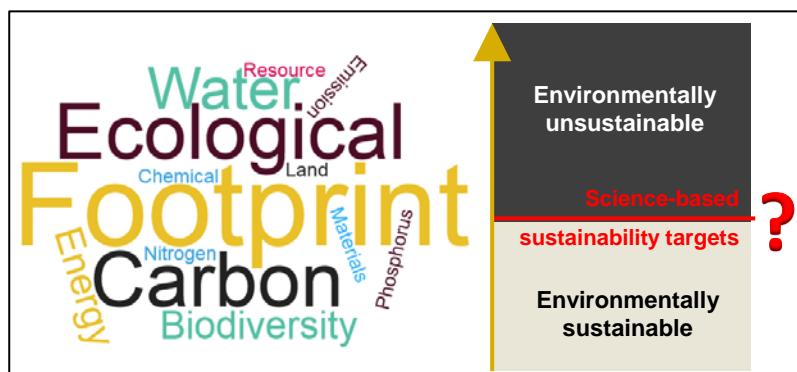 Resource
Emission
Water
Ecological
Chemical
Land
Footprint
Materials
Phosphorus
Nitrogen
Energy
Carbon
Biodiversity
Environmentally
unsustainable
Science-based
sustainability targets
?
Environmentally
sustainable